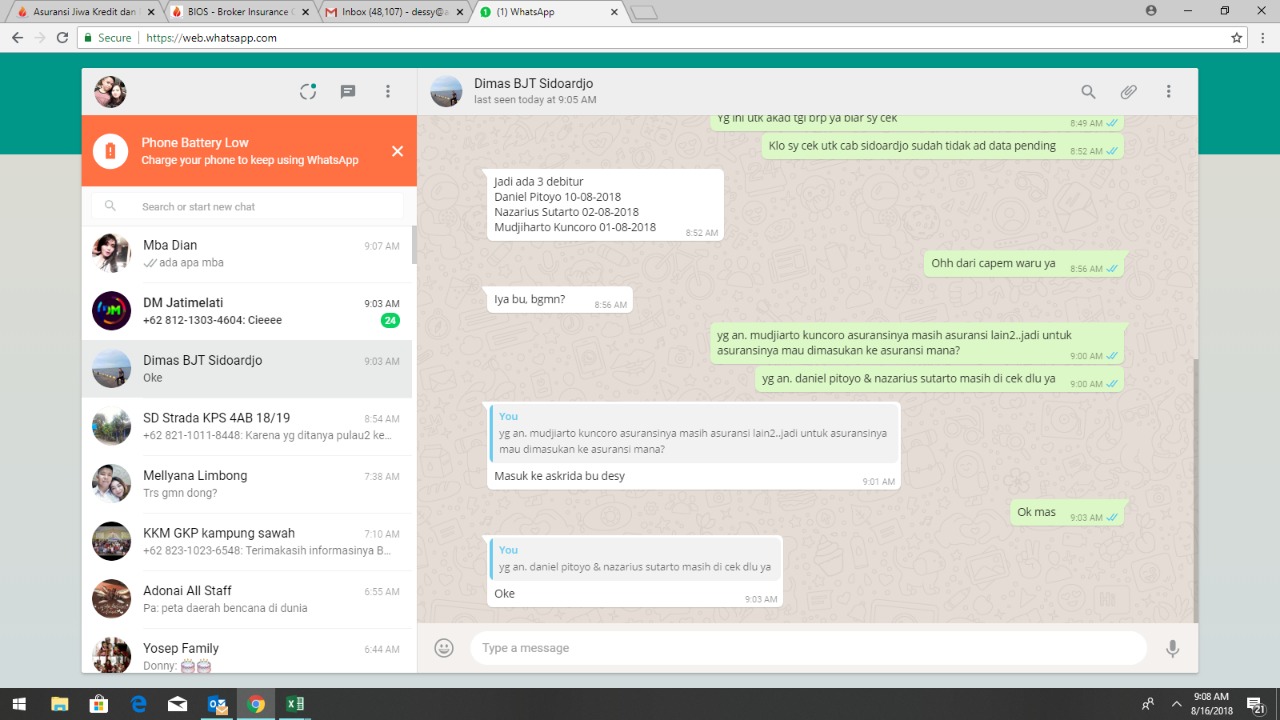 Asuransi Jiwa Kredit dan
BIOS - Broker Insurance
Inbox (48,107) - dessy@
(1) WhatsApp
Secure
https://web.whatsapp.com
Dimas BJT Sidoardjo
last seen today at 9:05 AM
Phone Battery Low
Charge your phone to keep using WhatsApp
Search or start new chat
Mba Dian
9:07 AM
ada apa mba
DM Jatimelati
9:03 AM
+62 812-1303-4604: Cieeee
24
Dimas BJT Sidoardjo
9:03 AM
Oke
SD Strada KPS 4AB 18/19
8:54 AM
+62 821-1011-8448: Karena yg ditanya pulau2 ke...
Mellyana Limbong
7:38 AM
Trs gmn dong?
KKM GKP kampung sawah
7:10 AM
+62 823-1023-6548: Terimakasih informasinya B...
Adonai All Staff
6:55 AM
Pa: peta daerah bencana di dunia
Yosep Family
6:44 AM
Donny:
Yg ini utk akad tgl brp ya biar sy cek
8:49 AM
Klo sy cek utk cab sidoardjo sudah tidak ad data pending
8:52 AM
Jadi ada 3 debitur
Daniel Pitoyo 10-08-2018
Nazarius Sutarto 02-08-2018
Mudjiharto Kuncoro 01-08-2018
8:52 AM
Ohh dari capem waru ya
8:56 AM
Iya bu, bgmn?
8:56 AM
yg an. mudjiarto kuncoro asuransinya masih asuransi lain2..jadi untuk
asuransinya mau dimasukan ke asuransi mana?
9:00 AM
yg an. daniel pitoyo & nazarius sutarto masih di cek dlu ya
9:00 AM
You
yg an. mudjiarto kuncoro asuransinya masih asuransi lain2..jadi untuk asuransinya
mau dimasukan ke asuransi mana?
Masuk ke askrida bu desy
9:01 AM
Ok mas
9:03 AM
You
yg an. daniel pitoyo & nazarius sutarto masih di cek dlu ya
Oke
9:03 AM
Type a message
9:08 AM
8/16/2018
21